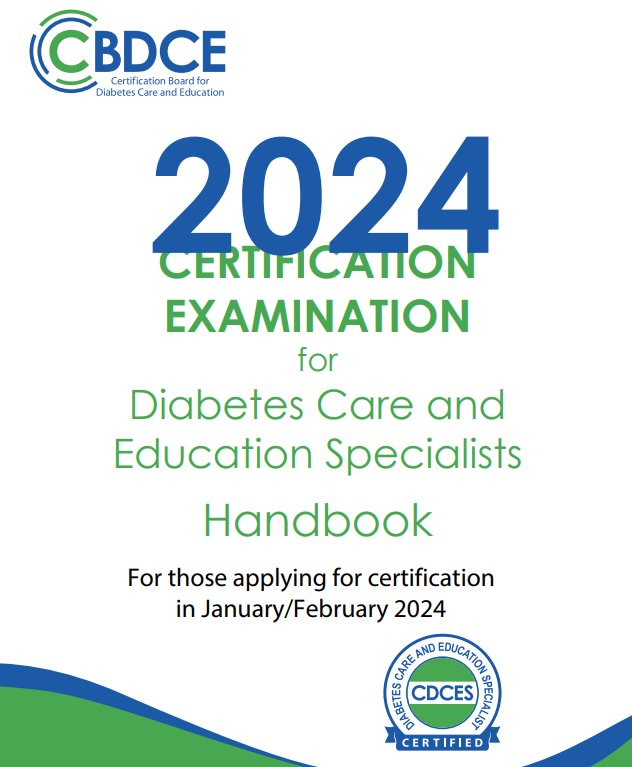 CBDCE
Certification Board for
Diabetes Care and Education
2024
CERTIFICATION
EXAMINATION
for
Diabetes Care and
Education Specialists
Handbook
For those applying for certification
in January/February 2024
DIABETES CARE AND EDUCATION SPECIALIST
CDCES
CERTIFIED